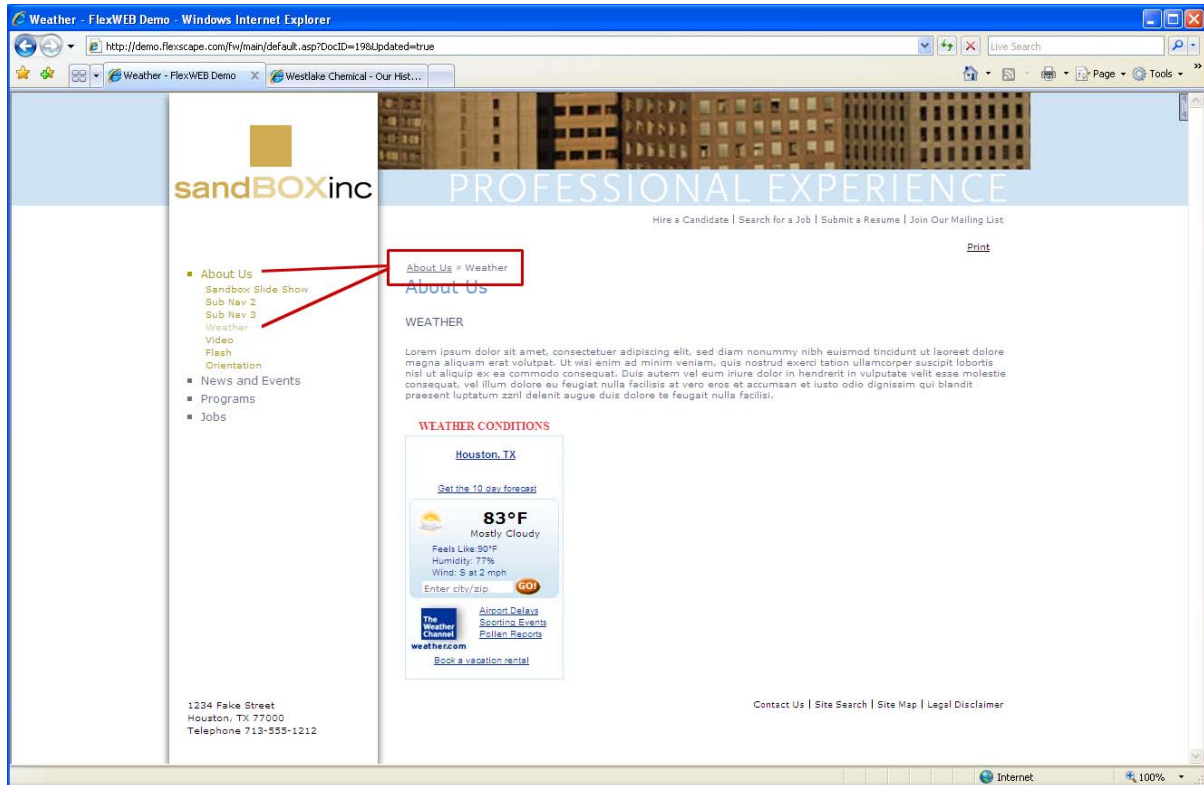 Weather - FlexWEB Demo - Windows Internet Explorer
http://demo.flexscape.com/fw/main/default.asp?DocID=198&Updated=true
Live Search
Weather - FlexWEB Demo
Westlake Chemical - Our Hist...
Page
Tools
sandBOXinc
PROFESSIONAL EXPERIENCE
Hire a Candidate | Search for a Job | Submit a Resume | Join Our Mailing List
Print
About Us
Sandbox Slide Show
Sub Nav 2
Sub Nav 3
Weather
Video
Flash
Orientation
News and Events
Programs
Jobs
About Us » Weather
About Us
WEATHER
Lorem ipsum dolor sit amet, consectetuer adipiscing elit, sed diam nonummy nibh euismod tincidunt ut laoreet dolore
magna aliquam erat volutpat. Ut wisi enim ad minim veniam, quis nostrud exerci tation ullamcorper suscipit lobortis
nisl ut aliquip ex ea commodo consequat. Duis autem vel eum iriure dolor in hendrerit in vulputate velit esse molestie
consequat, vel illum dolore eu feugiat nulla facilisis at vero eros et accumsan et iusto odio dignissim qui blandit
praesent luptatum zzril delenit augue duis dolore te feugait nulla facilisi.
WEATHER CONDITIONS
Houston, TX
Get the 10 day forecast
83°F
Mostly Cloudy
Feels Like:90°F
Humidity: 77%
Wind: S at 2 mph
Enter city/zip GO!
The
Weather
Channel
weather.com
Airport Delays
Sporting Events
Pollen Reports
Book a vacation rental
1234 Fake Street
Houston, TX 77000
Telephone 713-555-1212
Contact Us | Site Search | Site Map | Legal Disclaimer
Internet
100%